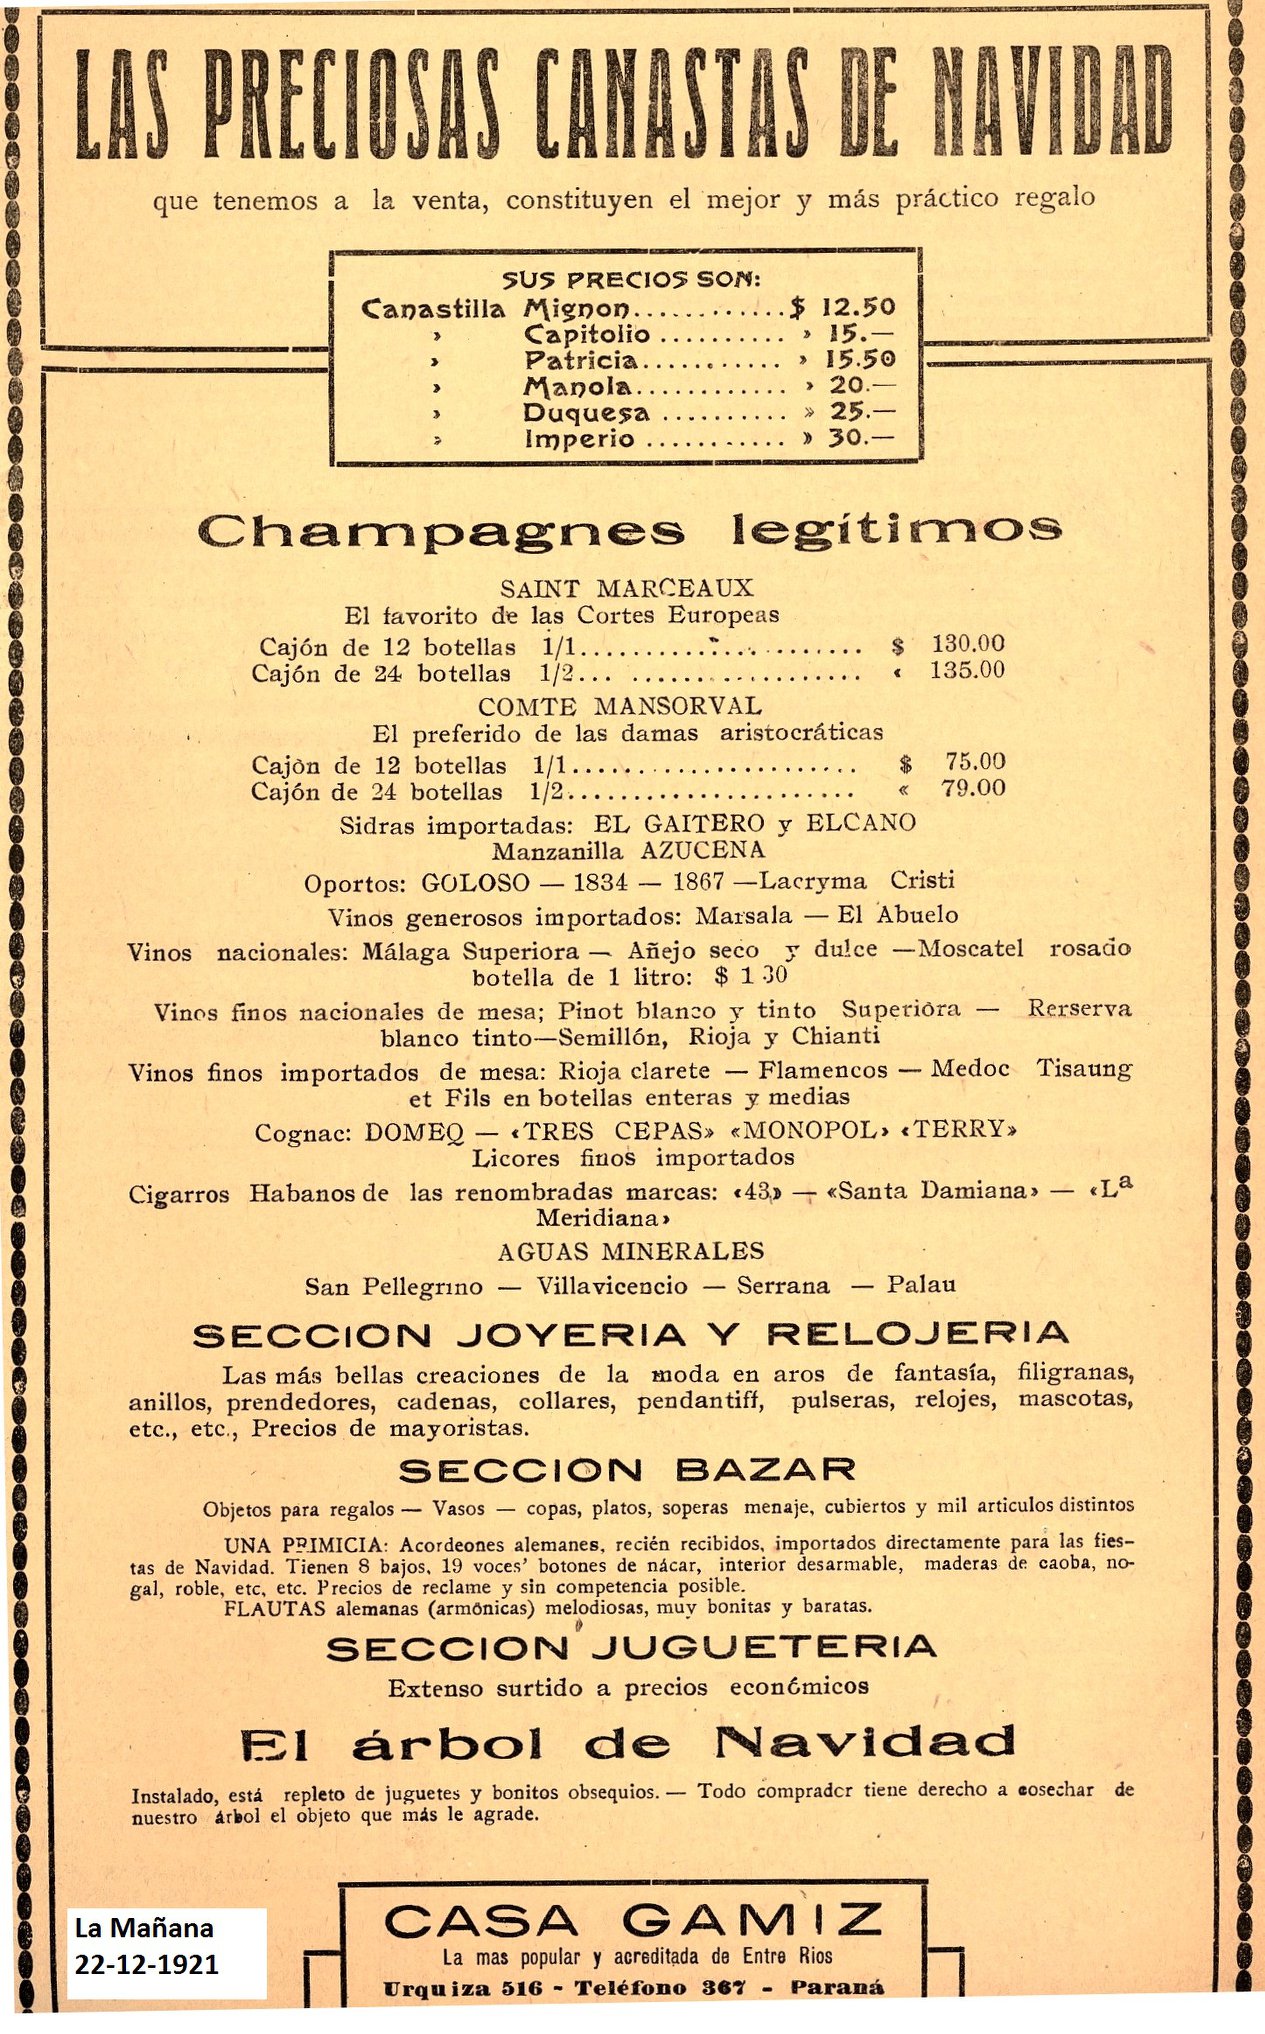 LAS PRECIOSAS CANASTAS DE NAVIDAD
que tenemos a la venta, constituyen el mejor y más práctico regalo
SUS PRECIOS SON:
Canastilla Mignon............$ 12.50
» Capitolio .......... » 15.—
» Patricia........... » 15.50
» Manola............ » 20.—
» Duquesa .......... » 25.—
» Imperio ........... » 30.—
Champagnes legítimos
SAINT MARCEAUX
El favorito de las Cortes Europeas
Cajón de 12 botellas 1/1...................... $ 130.00
Cajón de 24 botellas 1/2... .................. « 135.00
COMTE MANSORVAL
El preferido de las damas aristocráticas
Cajòn de 12 botellas 1/1...................... $ 75.00
Cajón de 24 botellas 1/2...................... « 79.00
Sidras importadas: EL GAITERO y ELCANO
Manzanilla AZUCENA
Oportos: GOLOSO — 1834 — 1867 —Lacryma Cristi
Vinos generosos importados: Marsala — El Abuelo
Vinos nacionales: Málaga Superiora — Añejo seco y dulce —Moscatel rosado
botella de 1 litro: $ 1 30
Vinos finos nacionales de mesa; Pinot blanco y tinto Superiòra — Rerserva
blanco tinto—Semillón, Rioja y Chianti
Vinos finos importados de mesa: Rioja clarete — Flamencos — Medoc Tisaung
et Fils en botellas enteras y medias
Cognac: DOMEQ — «TRES CEPAS» «MONOPOL» «TERRY»
Licores finos importados
Cigarros Habanos de las renombradas marcas: «43» — «Santa Damiana» — «La
Meridiana»
AGUAS MINERALES
San Pellegrino — Villavicencio — Serrana — Palau
SECCION JOYERIA Y RELOJERIA
Las más bellas creaciones de la moda en aros de fantasía, filigranas,
anillos, prendedores, cadenas, collares, pendantiff, pulseras, relojes, mascotas,
etc., etc., Precios de mayoristas.
SECCION BAZAR
Objetos para regalos — Vasos — copas, platos, soperas menaje, cubiertos y mil articulos distintos
UNA PRIMICIA: Acordeones alemanes, recién recibidos, importados directamente para las fies-
tas de Navidad. Tienen 8 bajos, 19 voces' botones de nácar, interior desarmable, maderas de caoba, no-
gal, roble, etc, etc. Precios de reclame y sin competencia posible.
FLAUTAS alemanas (armònicas) melodiosas, muy bonitas y baratas.
SECCION JUGUETERIA
Extenso surtido a precios económicos
El árbol de Navidad
Instalado, está repleto de juguetes y bonitos obsequios. — Todo comprador tiene derecho a cosechar de
nuestro árbol el objeto que más le agrade.
CASA GAMIZ
La mas popular y acreditada de Entre Rios
Urquiza 516 - Teléfono 367 - Paraná
La Mañana
22-12-1921